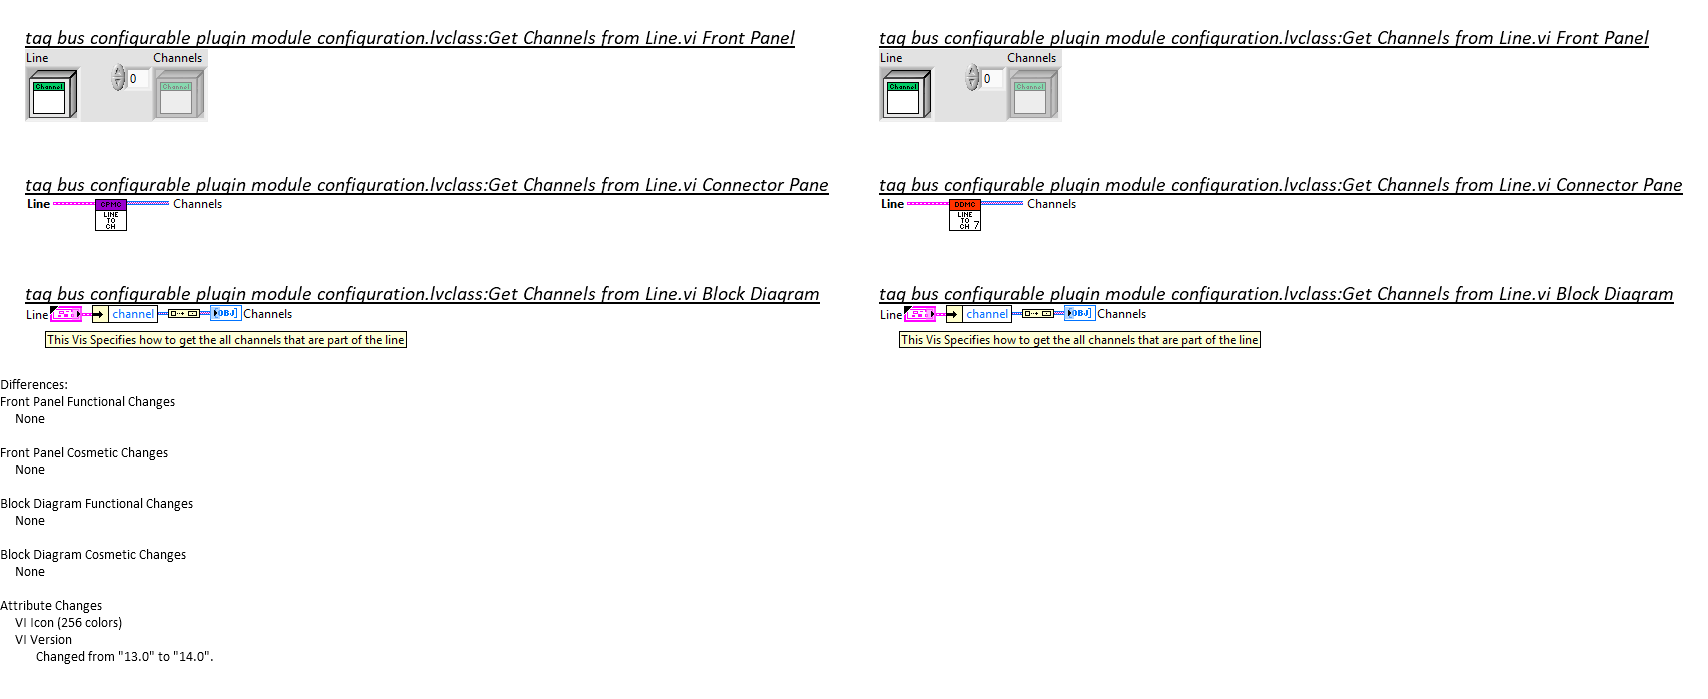 tag bus configurable plugin module configuration.lvclass:Get Channels from Line.vi Front Panel
Line
Channels
Channel
0
Channel
tag bus configurable plugin module configuration.lvclass:Get Channels from Line.vi Connector Pane
Line
CPMC
Channels
LINE
TO
CH
tag bus configurable plugin module configuration.lvclass:Get Channels from Line.vi Block Diagram
Line
channel
OBJ
Channels
This Vis Specifies how to get the all channels that are part of the line
tag bus configurable plugin module configuration.lvclass:Get Channels from Line.vi Front Panel
Line
Channels
Channel
0
Channel
tag bus configurable plugin module configuration.lvclass:Get Channels from Line.vi Connector Pane
Line
DDMC
Channels
LINE
TO
CH 7
tag bus configurable plugin module configuration.lvclass:Get Channels from Line.vi Block Diagram
Line
channel
OBJ
Channels
This Vis Specifies how to get the all channels that are part of the line
Differences:
Front Panel Functional Changes
None
Front Panel Cosmetic Changes
None
Block Diagram Functional Changes
None
Block Diagram Cosmetic Changes
None
Attribute Changes
VI Icon (256 colors)
VI Version
Changed from "13.0" to "14.0".